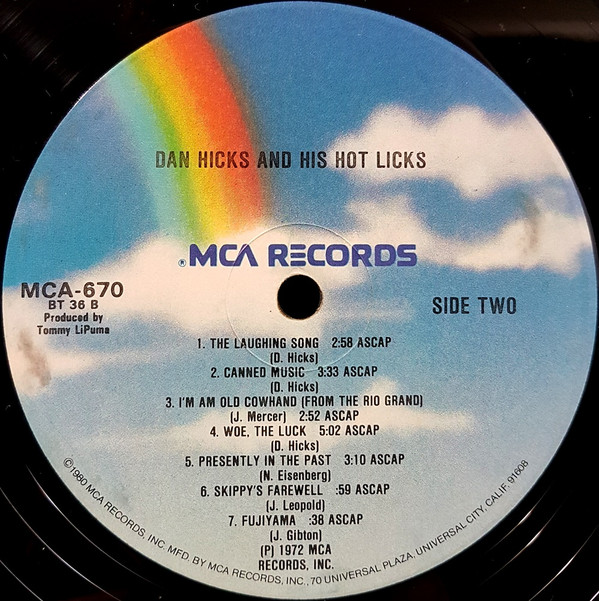 DAN HICKS AND HIS HOT LICKS
®MCA RECORDS
MCA-670
BT 36 B
Produced by
Tommy LiPuma
SIDE TWO
1. THE LAUGHING SONG 2:58 ASCAP
(D. Hicks)
2. CANNED MUSIC 3:33 ASCAP
(D. Hicks)
3. I'M AM OLD COWHAND (FROM THE RIO GRAND)
(J. Mercer) 2:52 ASCAP
4. WOE, THE LUCK 5:02 ASCAP
(D. Hicks)
5. PRESENTLY IN THE PAST 3:10 ASCAP
(N. Eisenberg)
6. SKIPPY'S FAREWELL :59 ASCAP
(J. Leopold)
7. FUJIYAMA :38 ASCAP
(J. Gibton)
(P) 1972 MCA
RECORDS, INC.
©1980 MCA RECORDS, INC. MFD. BY MCA RECORDS, INC., 70 UNIVERSAL PLAZA, UNIVERSAL CITY, CALIF. 91608